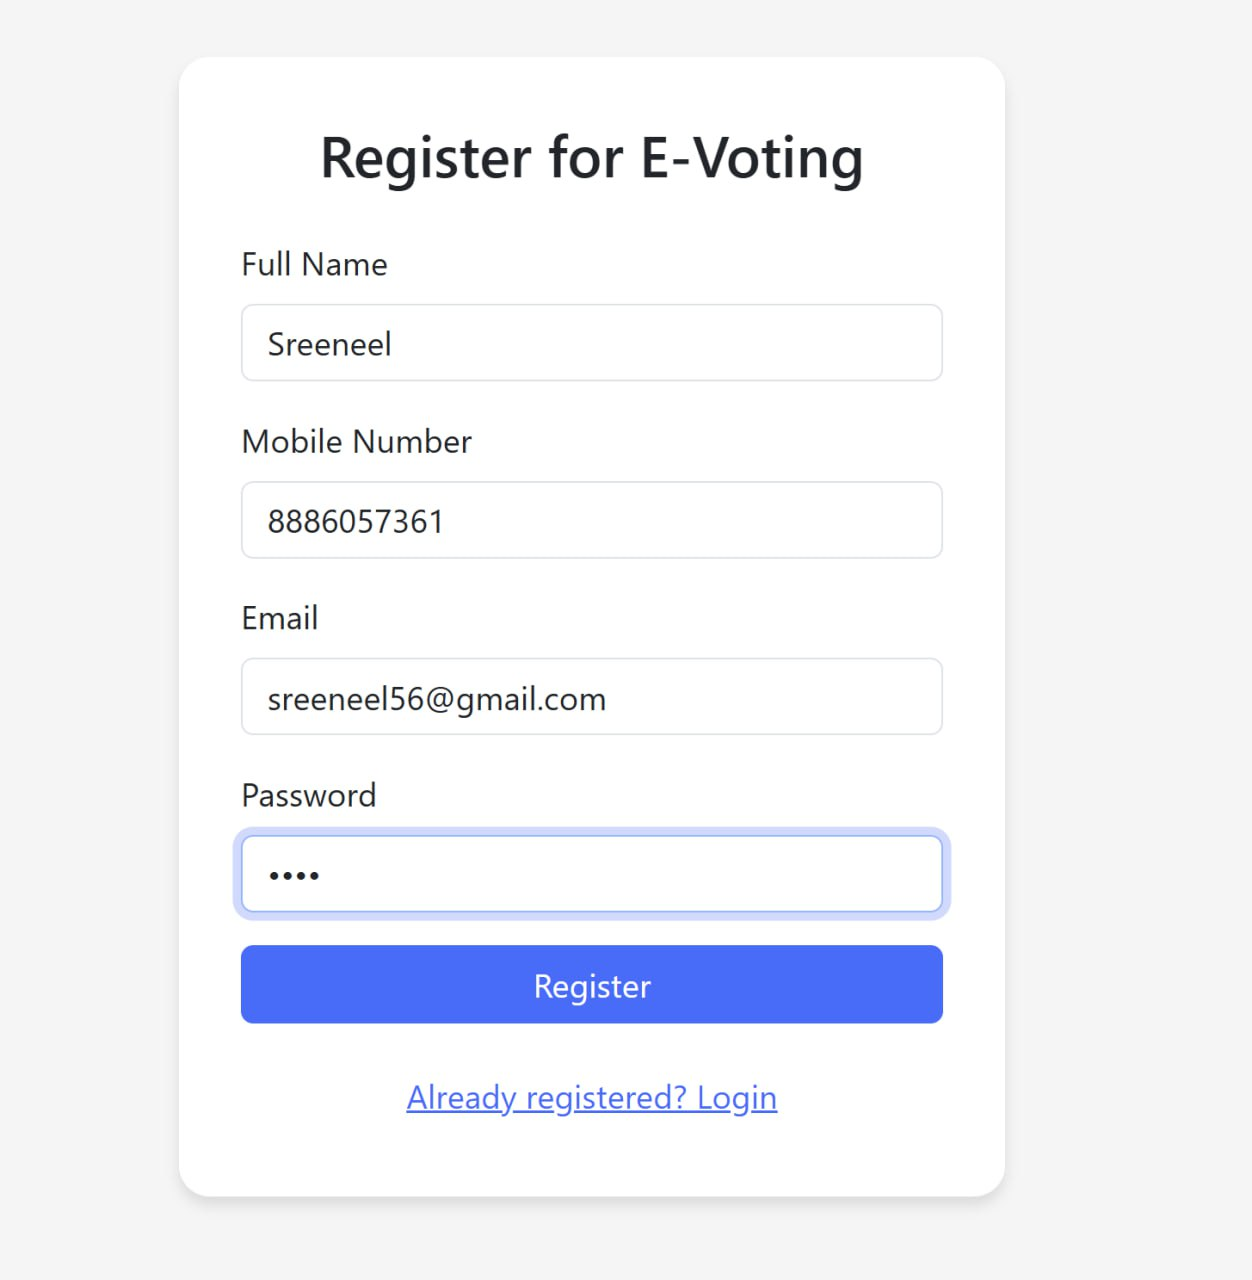 Register for E-Voting
Full Name
Sreeneel
Mobile Number
8886057361
Email
sreeneel56@gmail.com
Password
••••
Register
Already registered? Login